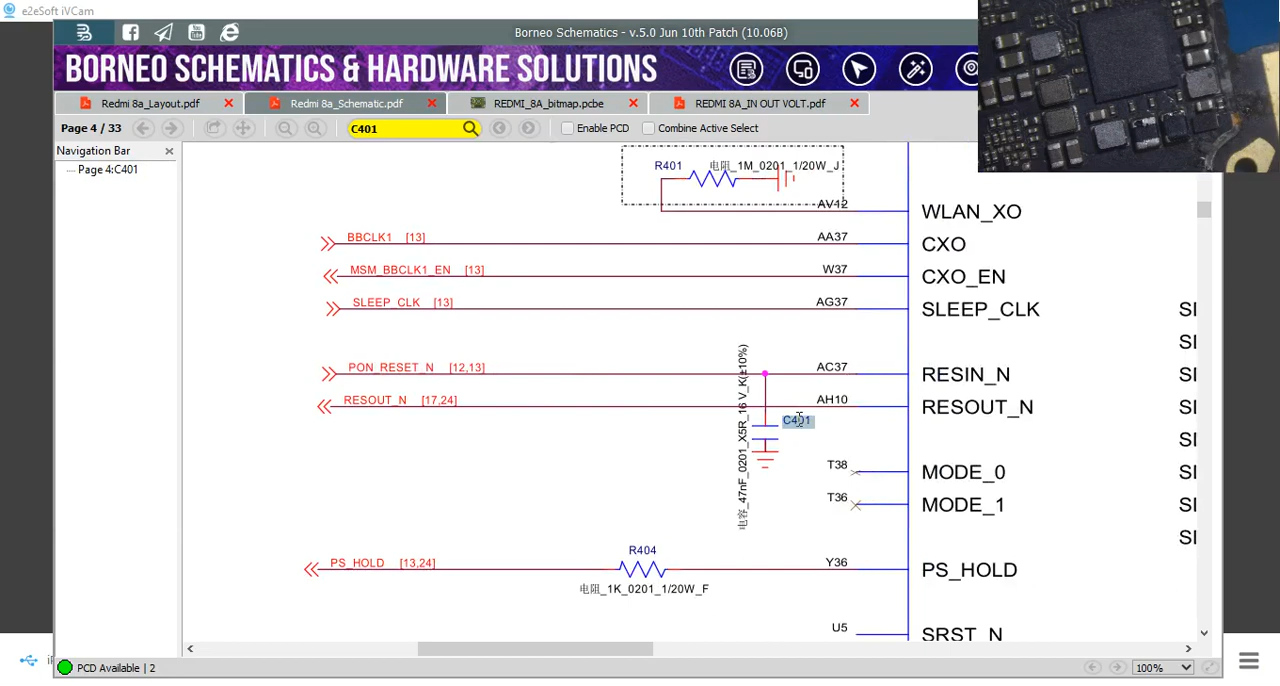 e2eSoft iVCam
Borneo Schematics - v.5.0 Jun 10th Patch (10.06B)
BORNEO SCHEMATICS & HARDWARE SOLUTIONS
Redmi 8a_Layout.pdf
Redmi 8a_Schematic.pdf
REDMI_8A_bitmap.pcbe
REDMI 8A_IN OUT VOLT.pdf
Page 4 / 33
C401
Enable PCD
Combine Active Select
Navigation Bar
Page 4:C401
R401
电阻_1M_0201_1/20W_J
AV12
WLAN_XO
BBCLK1 [13]
AA37
CXO
MSM_BBCLK1_EN [13]
W37
CXO_EN
SLEEP_CLK [13]
AG37
SLEEP_CLK
PON_RESET_N [12,13]
AC37
RESIN_N
RESOUT_N [17,24]
AH10
RESOUT_N
C401
电容_47nF_0201_X5R_16 V_K(±10%)
T38
MODE_0
T36
MODE_1
R404
PS_HOLD [13,24]
Y36
PS_HOLD
电阻_1K_0201_1/20W_F
U5
SRST_N
SI
SI
SI
SI
SI
SI
PCD Available | 2
100%